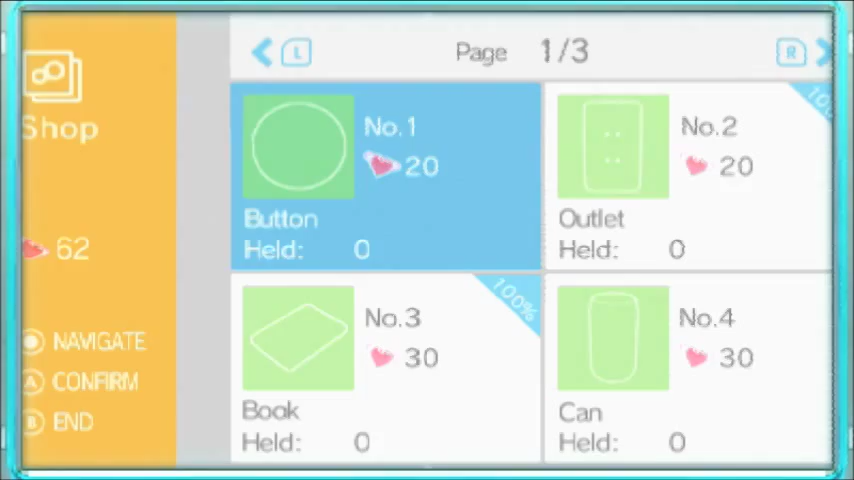 L
Page 1/3
R
Shop
62
NAVIGATE
A CONFIRM
B END
No.1
20
Button
Held: 0
100%
No.2
20
Outlet
Held: 0
100%
No.3
30
Book
Held: 0
No.4
30
Can
Held: 0